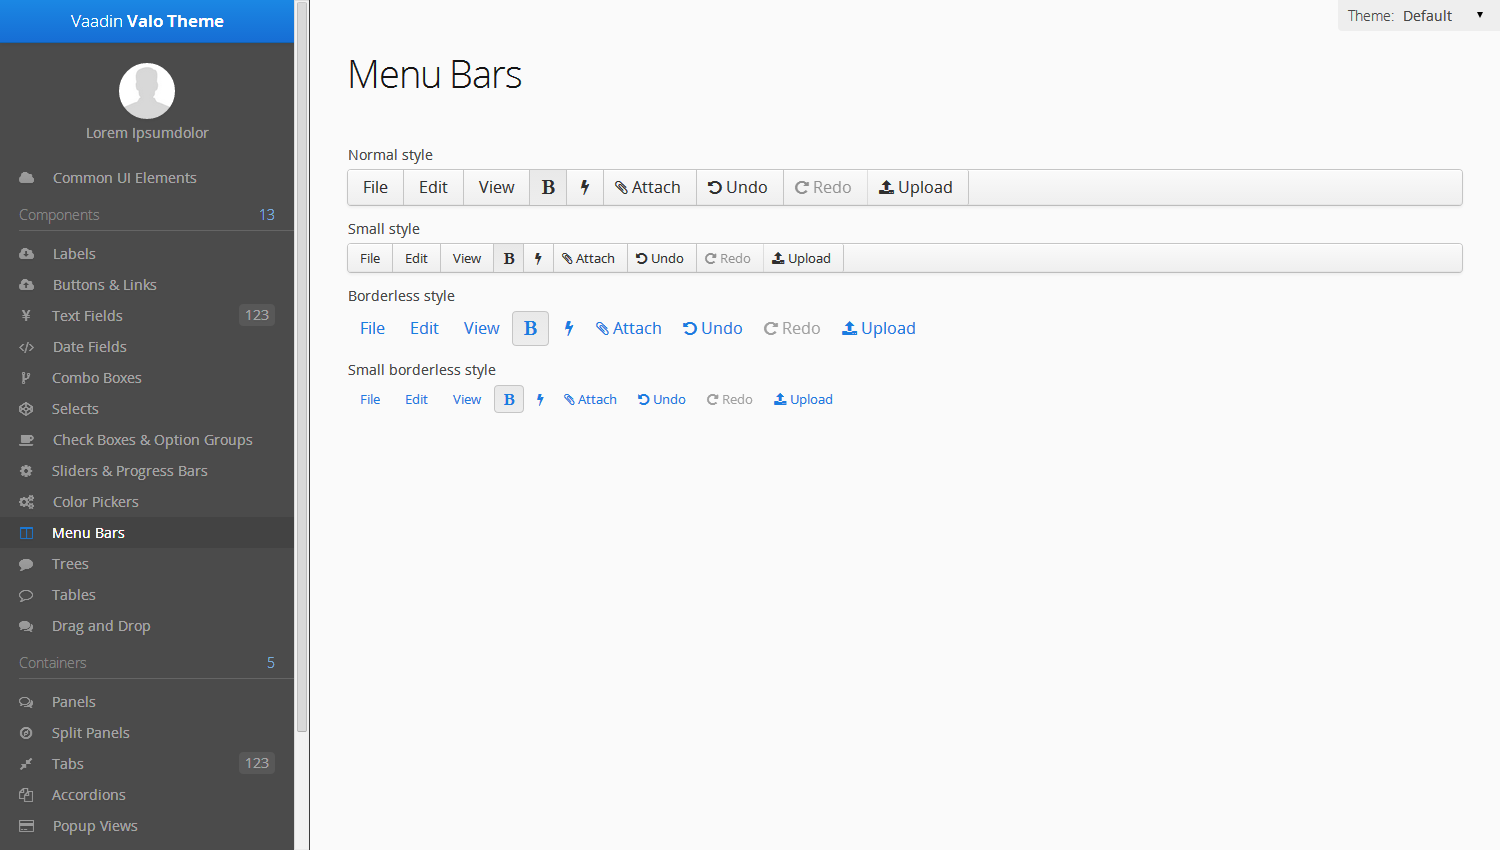 Vaadin Valo Theme
Lorem Ipsumdolor
Common UI Elements
Components 13
Labels
Buttons & Links
Text Fields 123
Date Fields
Combo Boxes
Selects
Check Boxes & Option Groups
Sliders & Progress Bars
Color Pickers
Menu Bars
Trees
Tables
Drag and Drop
Containers 5
Panels
Split Panels
Tabs 123
Accordions
Popup Views
Theme: Default
Menu Bars
Normal style
File Edit View B Attach Undo Redo Upload
Small style
File Edit View B Attach Undo Redo Upload
Borderless style
File Edit View B Attach Undo Redo Upload
Small borderless style
File Edit View B Attach Undo Redo Upload